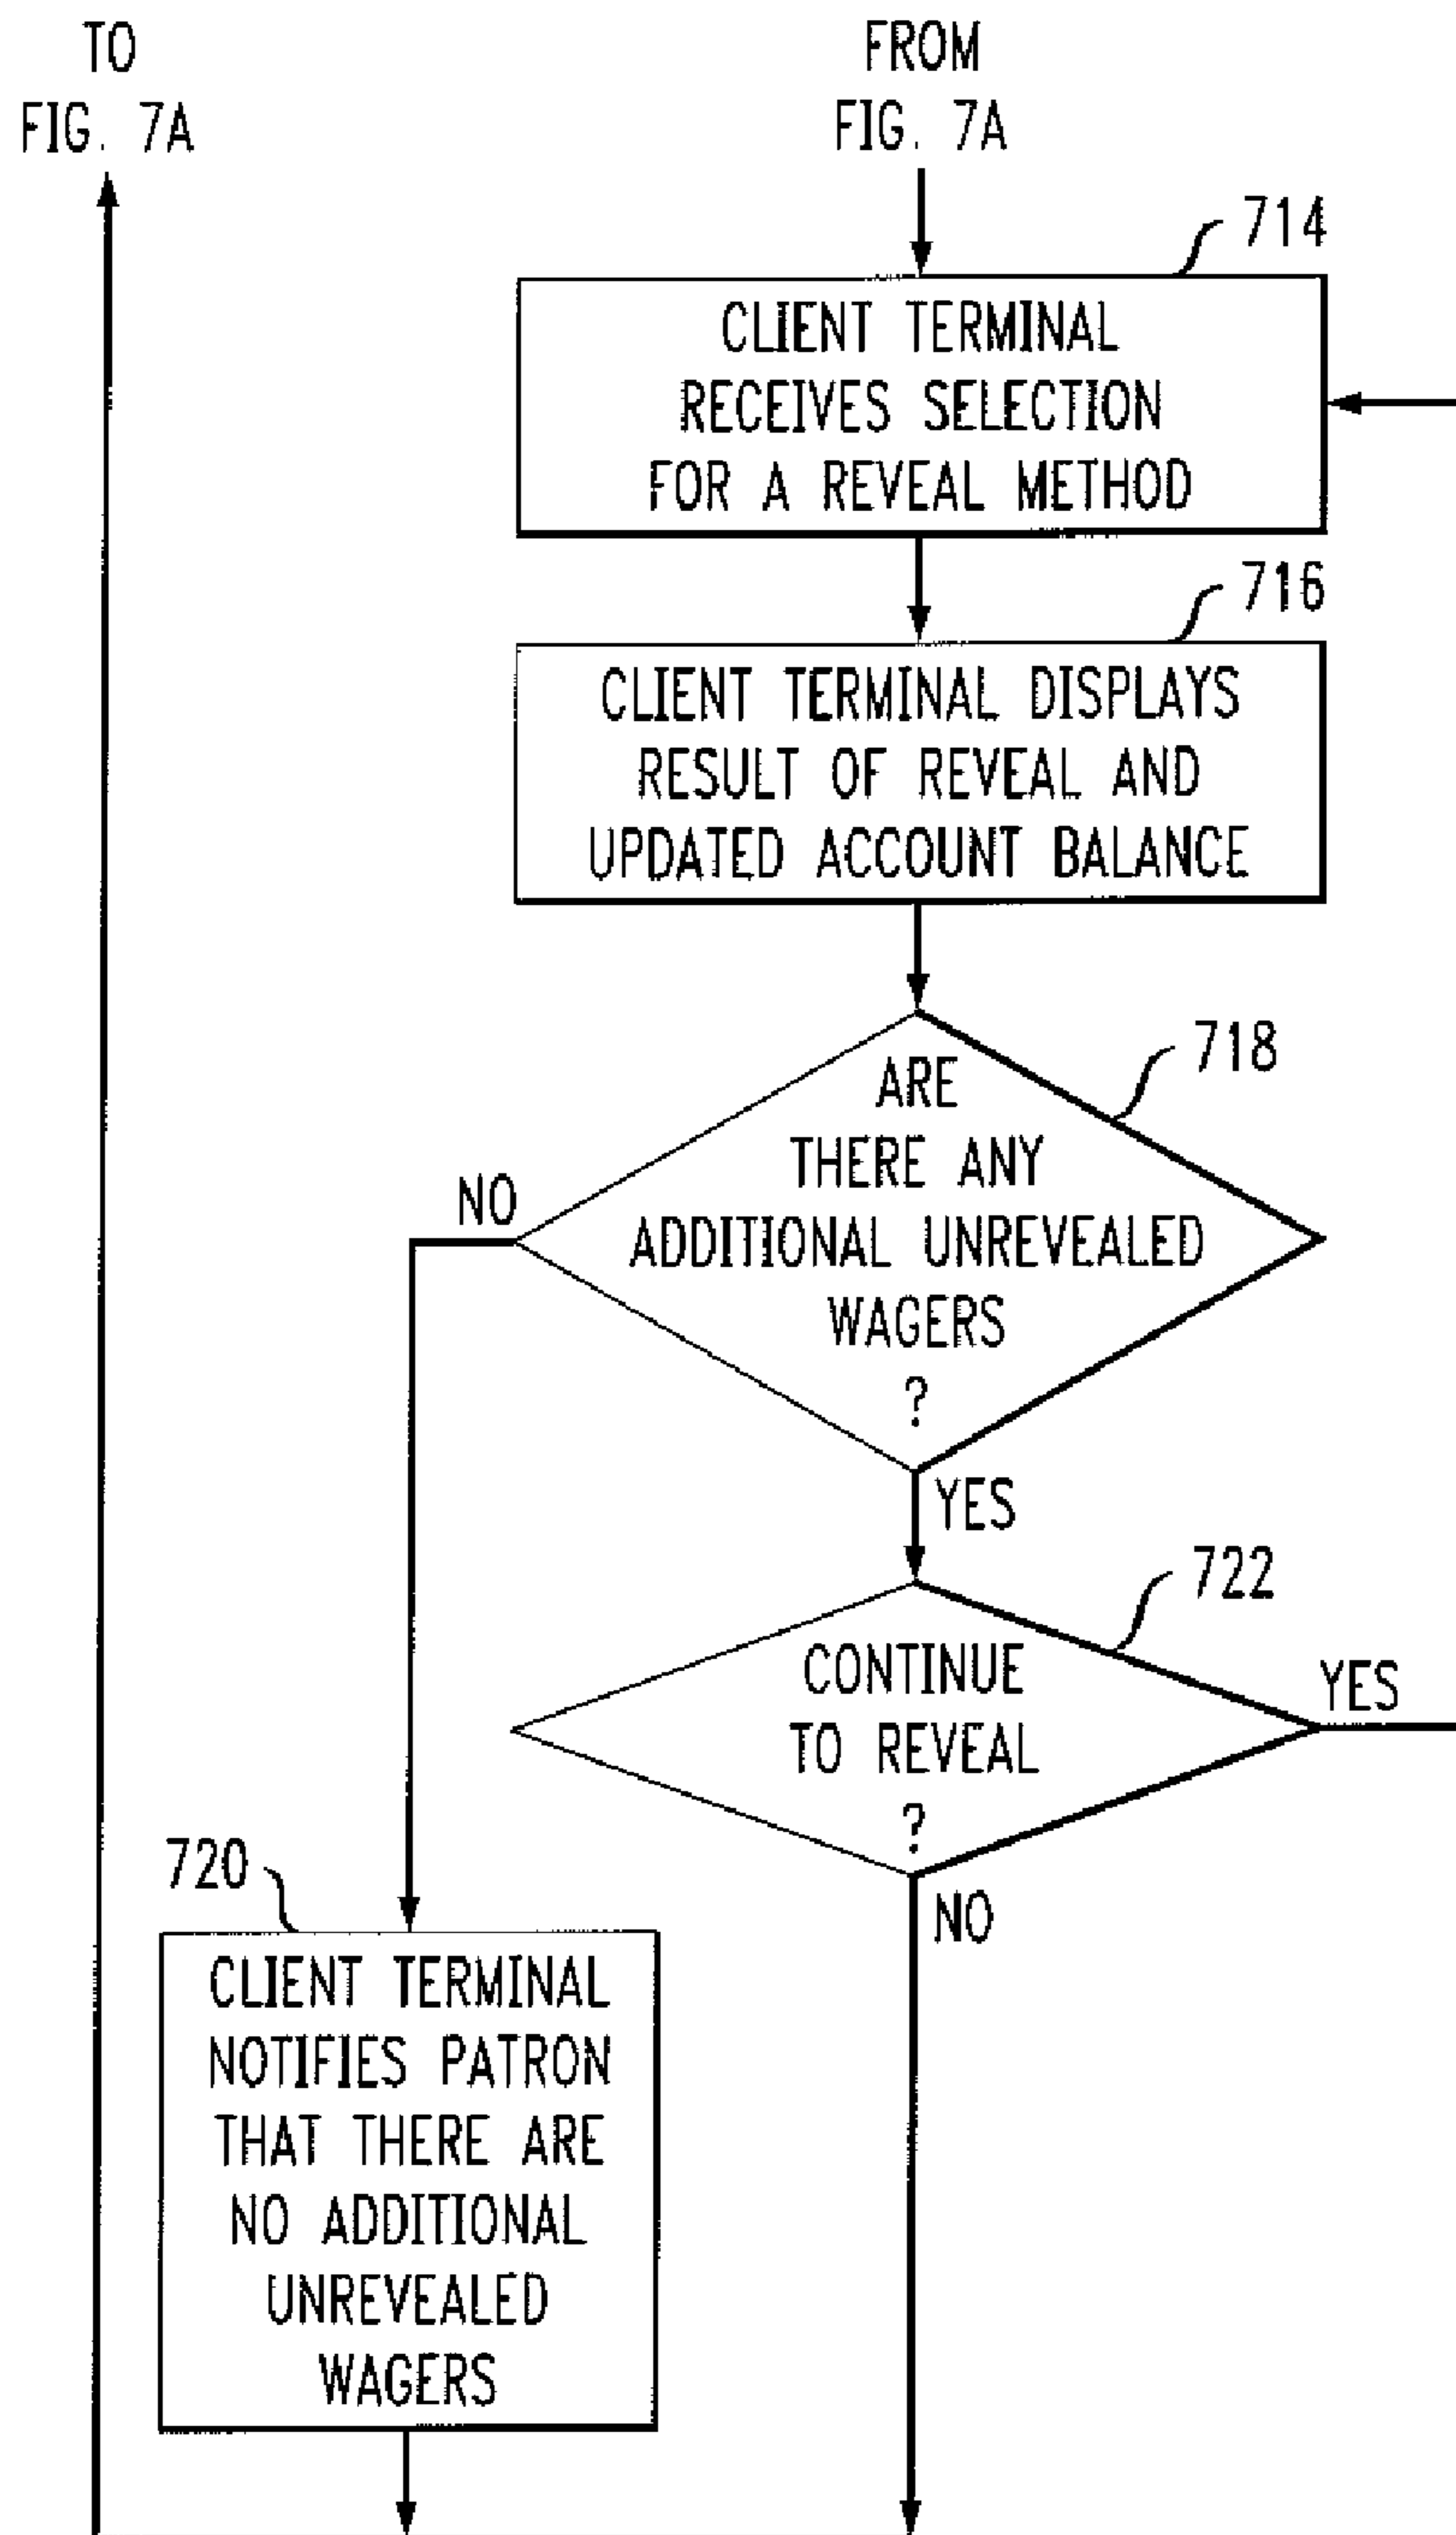 TO
FIG. 7A
FROM
FIG. 7A
714
CLIENT TERMINAL
RECEIVES SELECTION
FOR A REVEAL METHOD
716
CLIENT TERMINAL DISPLAYS
RESULT OF REVEAL AND
UPDATED ACCOUNT BALANCE
718
ARE
THERE ANY
ADDITIONAL UNREVEALED
WAGERS
?
NO
YES
722
CONTINUE
TO REVEAL
?
YES
NO
720
CLIENT TERMINAL
NOTIFIES PATRON
THAT THERE ARE
NO ADDITIONAL
UNREVEALED
WAGERS